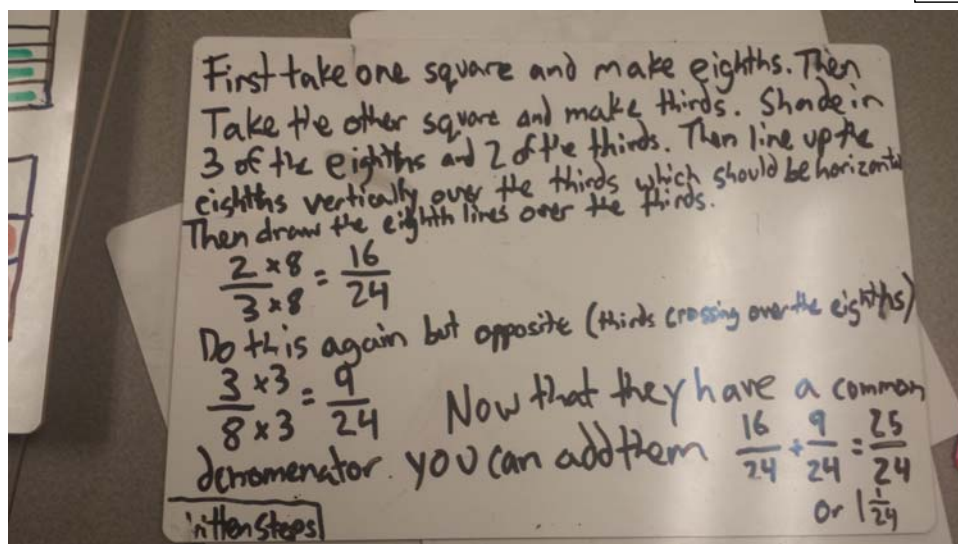 First take one square and make eighths. Then
Take the other square and make thirds. Shade in
3 of the eighths and 2 of the thirds. Then line up the
eighths vertically over the thirds which should be horizontal
Then draw the eighth lines over the thirds.
2 × 8 / 3 × 8 = 16 / 24
Do this again but opposite (thirds crossing over the eighths)
3 × 3 / 8 × 3 = 9 / 24 Now that they have a common
denromenator. you can add them 16/24 + 9/24 = 25/24
or 1 1/24
ritten Steps